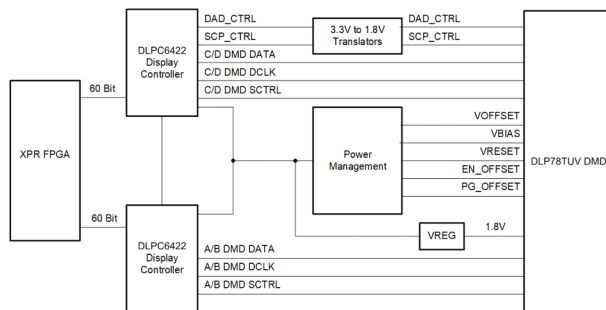 DAD_CTRL
DAD_CTRL
DLPC6422
Display
Controller
SCP_CTRL
3.3V to 1.8V
Translators
SCP_CTRL
C/D DMD DATA
C/D DMD DCLK
60 Bit
C/D DMD SCTRL
XPR FPGA
Power
Management
VOFFSET
VBIAS
VRESET
EN_OFFSET
PG_OFFSET
DLP78TUV DMD
60 Bit
DLPC6422
Display
Controller
VREG
1.8V
A/B DMD DATA
A/B DMD DCLK
A/B DMD SCTRL